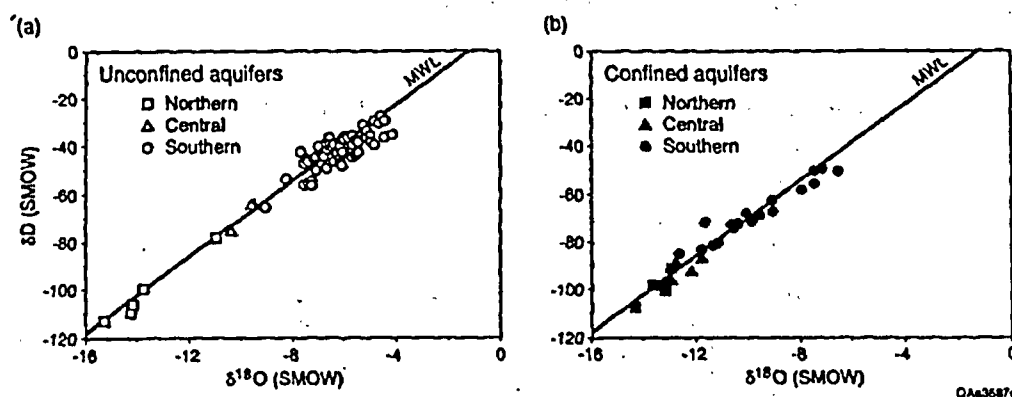 (a)
Unconfined aquifers
Northern
Central
Southern
MWL
0
-20
-40
-60
-80
-100
-120
δD (SMOW)
-16
-12
-8
-4
0
δ¹⁸O (SMOW)
(b)
Confined aquifers
Northern
Central
Southern
MWL
0
-20
-40
-60
-80
-100
-120
-16
-12
-8
-4
0
δ¹⁸O (SMOW)